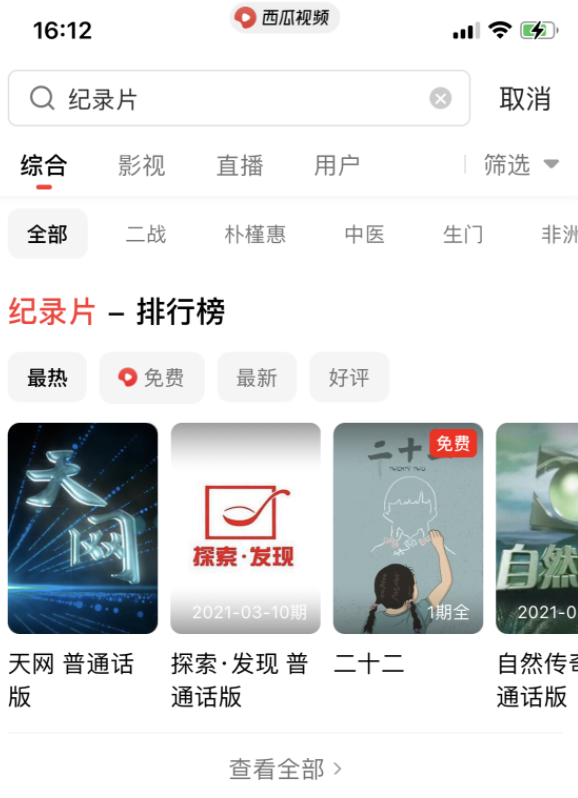 16:12
西瓜视频
纪录片
取消
综合 影视 直播 用户 筛选
全部 二战 朴槿惠 中医 生门 非洲
纪录片 – 排行榜
最热 免费 最新 好评
天网
探索·发现
2021-03-10期
二十二
TWENTY TWO
免费
1期全
自然
2021-0
天网 普通话
版
探索·发现 普
通话版
二十二
自然传奇
通话版
查看全部